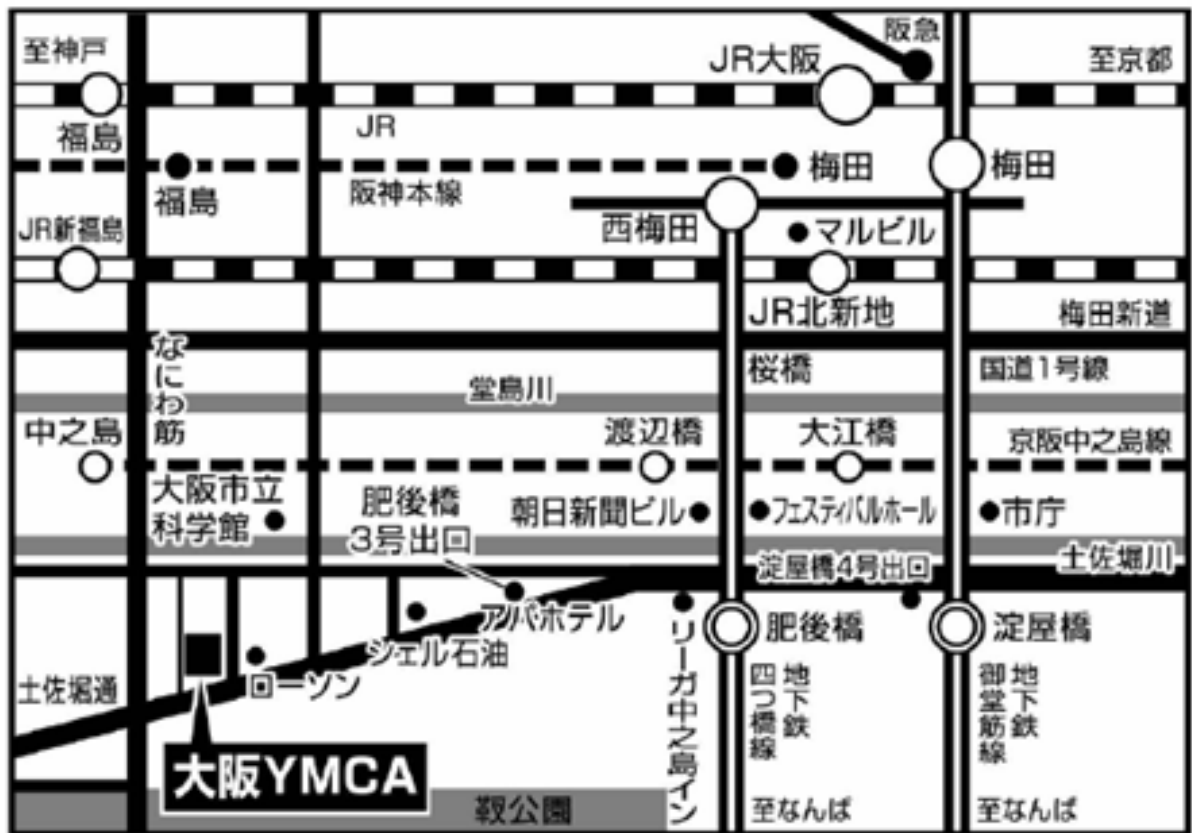 阪急
至神戸
JR大阪
至京都
福島
JR
梅田
梅田
福島
阪神本線
JR新福島
西梅田
マルビル
JR北新地
梅田新道
なにわ筋
桜橋
国道1号線
堂島川
中之島
渡辺橋
大江橋
京阪中之島線
大阪市立
科学館
肥後橋
3号出口
朝日新聞ビル
フェスティバルホール
市庁
土佐堀川
淀屋橋4号出口
アパホテル
シェル石油
ローソン
土佐堀通
リーガ中之島イン
肥後橋
淀屋橋
地下鉄
四つ橋線
地下鉄
御堂筋線
大阪YMCA
靱公園
至なんば
至なんば